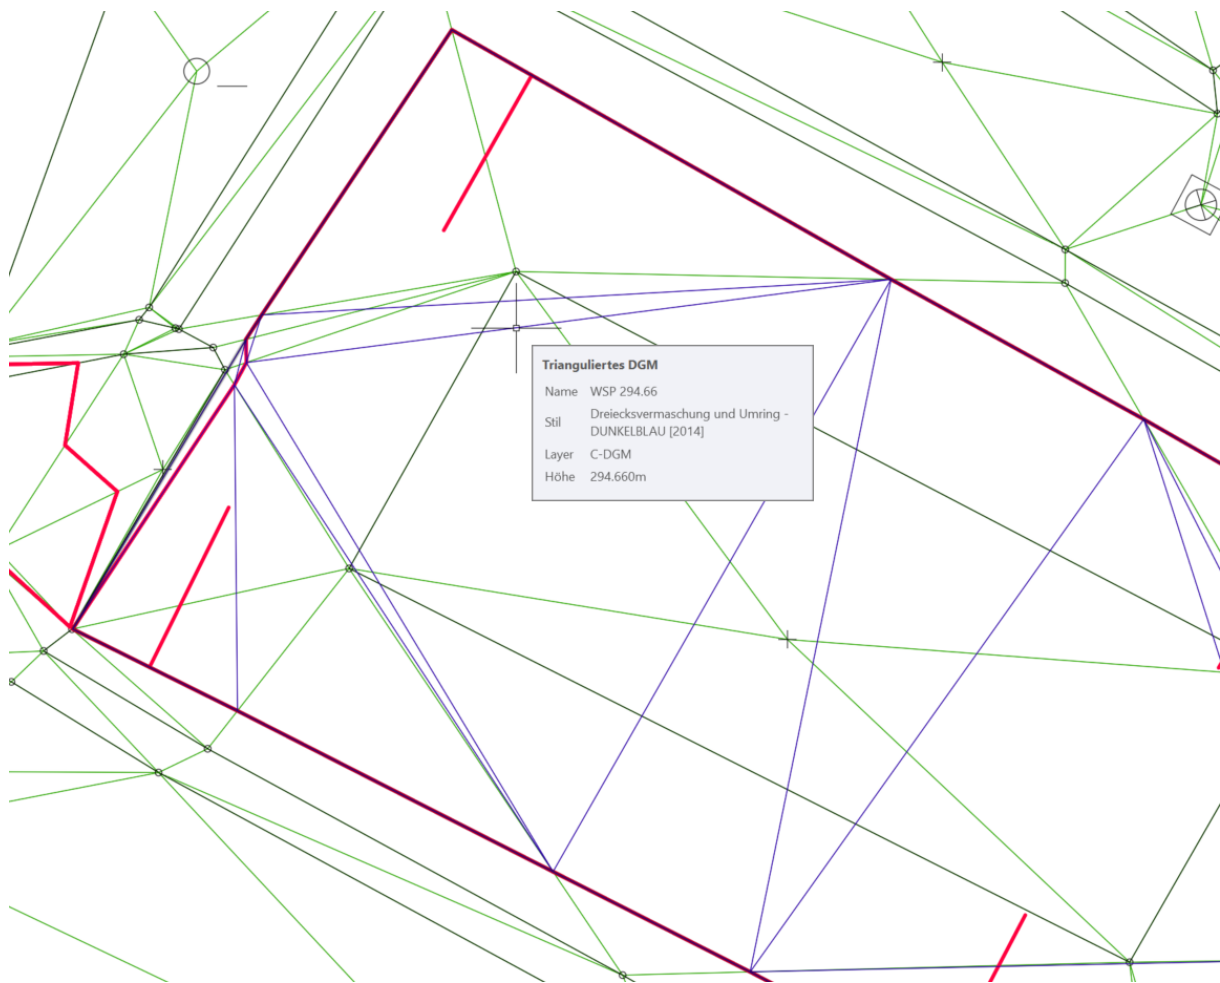 Trianguliertes DGM
Name WSP 294.66
Stil Dreiecksvermaschung und Umring -
DUNKELBLAU [2014]
Layer C-DGM
Höhe 294.660m